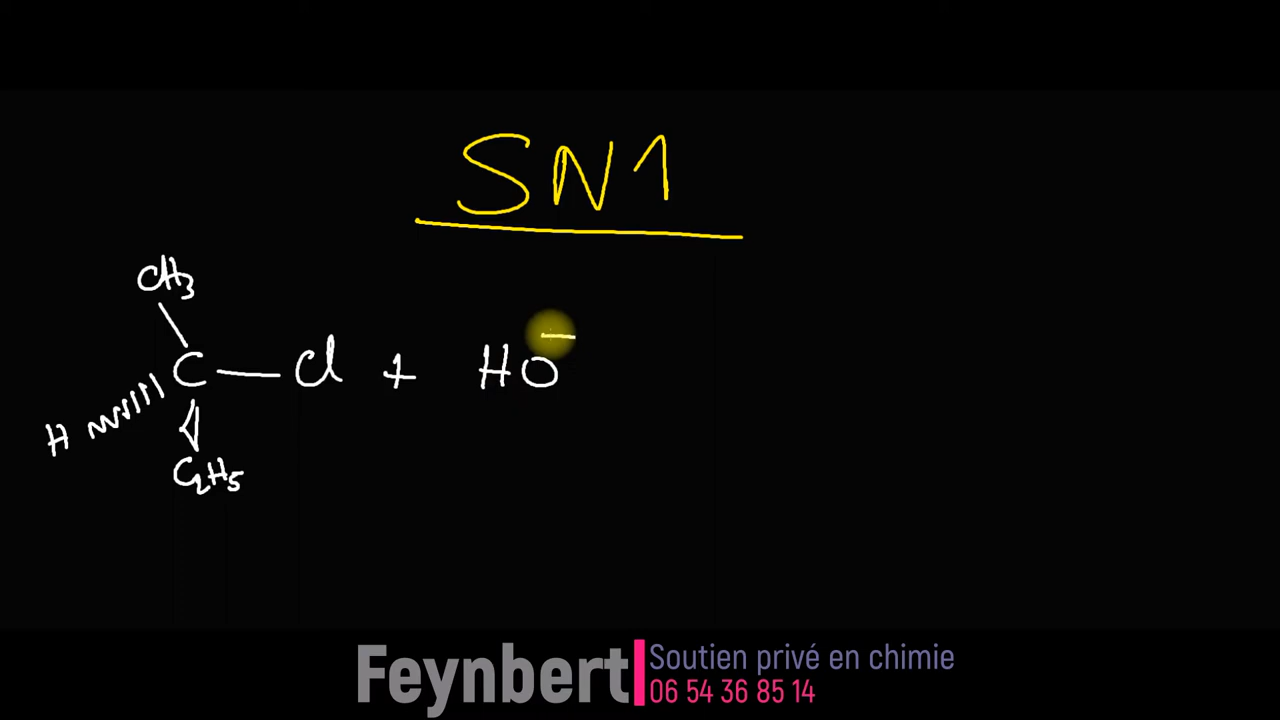 SN1
CH3
C — Cl + HO⁻
H
C2H5
Feynbert
Soutien privé en chimie
06 54 36 85 14